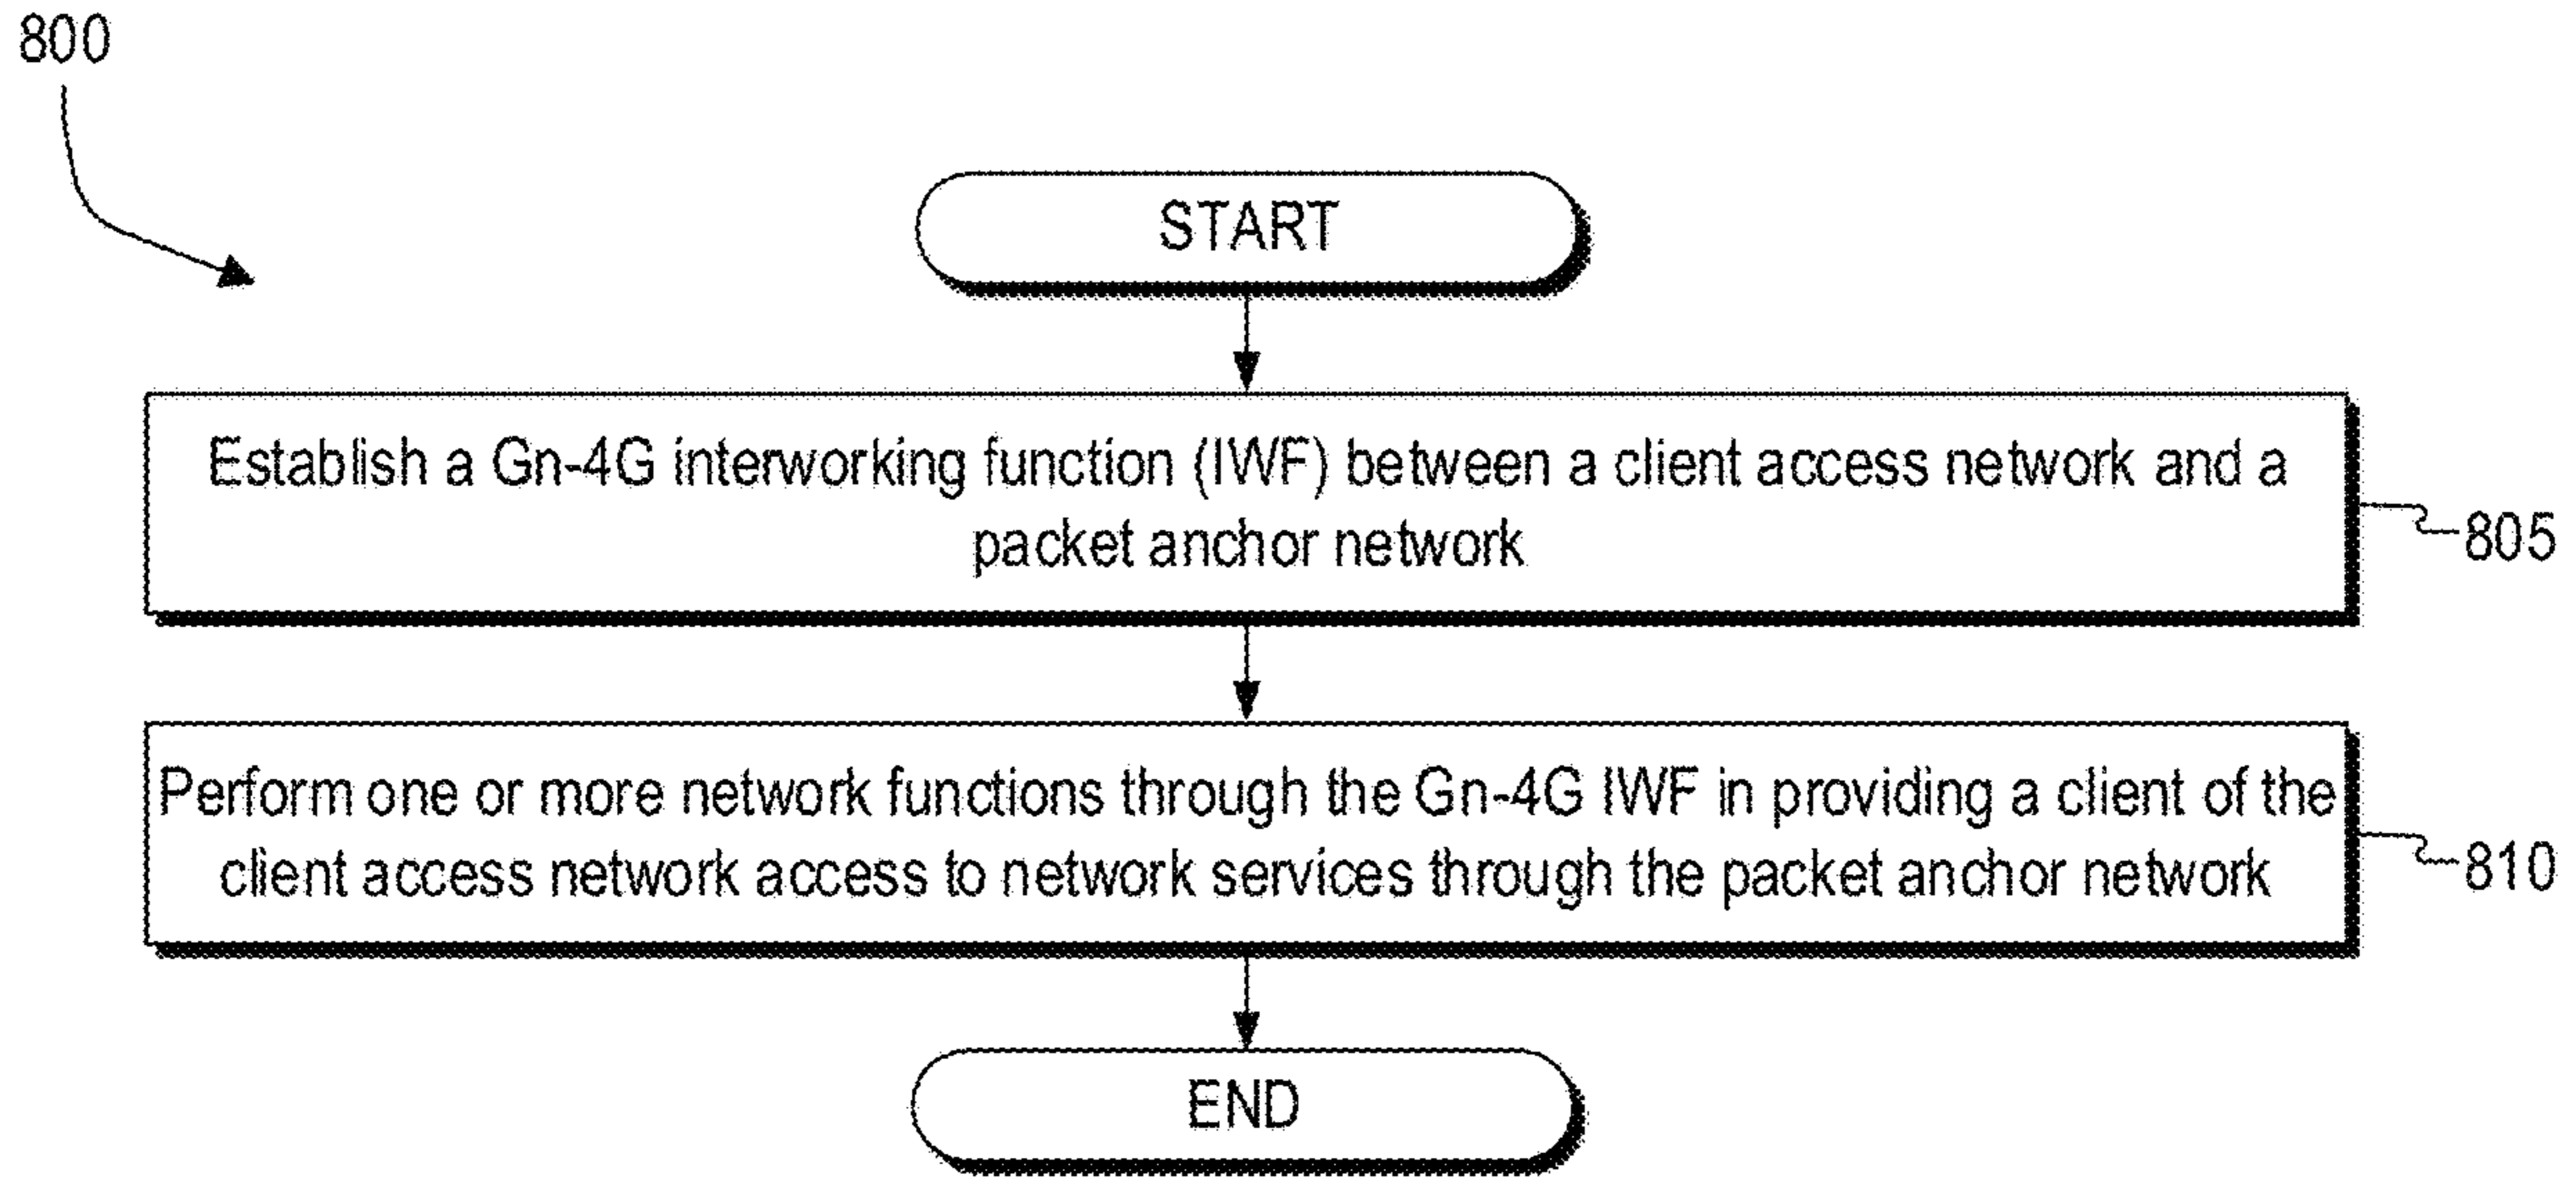 800
START
Establish a Gn-4G interworking function (IWF) between a client access network and a
packet anchor network
805
Perform one or more network functions through the Gn-4G IWF in providing a client of the
client access network access to network services through the packet anchor network
810
END